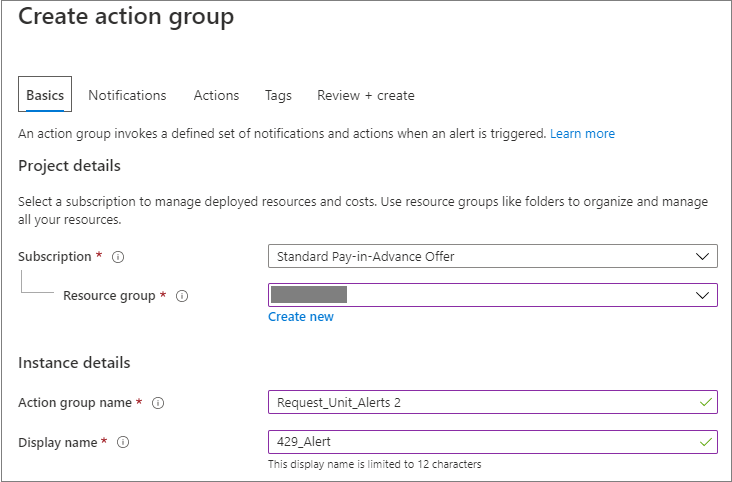 Create action group
Basics Notifications Actions Tags Review + create
An action group invokes a defined set of notifications and actions when an alert is triggered. Learn more
Project details
Select a subscription to manage deployed resources and costs. Use resource groups like folders to organize and manage
all your resources.
Subscription * Standard Pay-in-Advance Offer
Resource group *
Create new
Instance details
Action group name * Request_Unit_Alerts 2
Display name * 429_Alert
This display name is limited to 12 characters